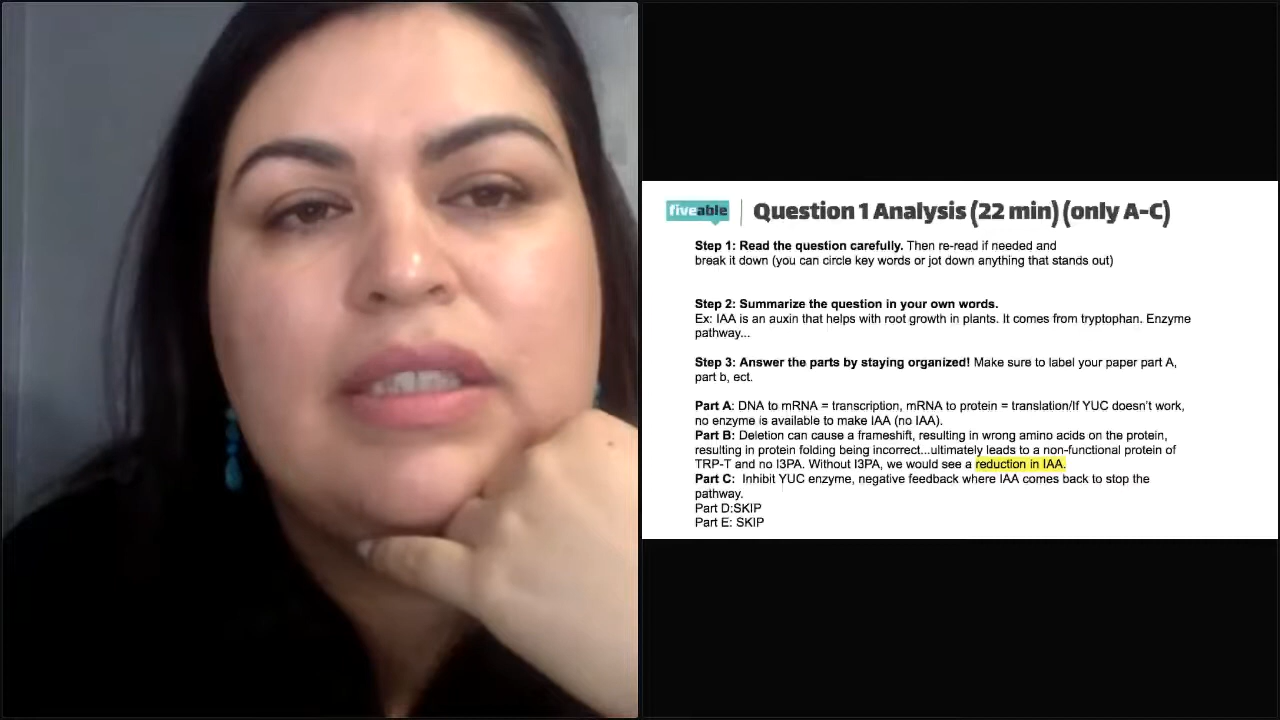 fiveable
Question 1 Analysis (22 min) (only A-C)
Step 1: Read the question carefully. Then re-read if needed and
break it down (you can circle key words or jot down anything that stands out)
Step 2: Summarize the question in your own words.
Ex: IAA is an auxin that helps with root growth in plants. It comes from tryptophan. Enzyme
pathway...
Step 3: Answer the parts by staying organized! Make sure to label your paper part A,
part b, ect.
Part A: DNA to mRNA = transcription, mRNA to protein = translation/If YUC doesn't work,
no enzyme is available to make IAA (no IAA).
Part B: Deletion can cause a frameshift, resulting in wrong amino acids on the protein,
resulting in protein folding being incorrect...ultimately leads to a non-functional protein of
TRP-T and no I3PA. Without I3PA, we would see a reduction in IAA.
Part C: Inhibit YUC enzyme, negative feedback where IAA comes back to stop the
pathway.
Part D:SKIP
Part E: SKIP